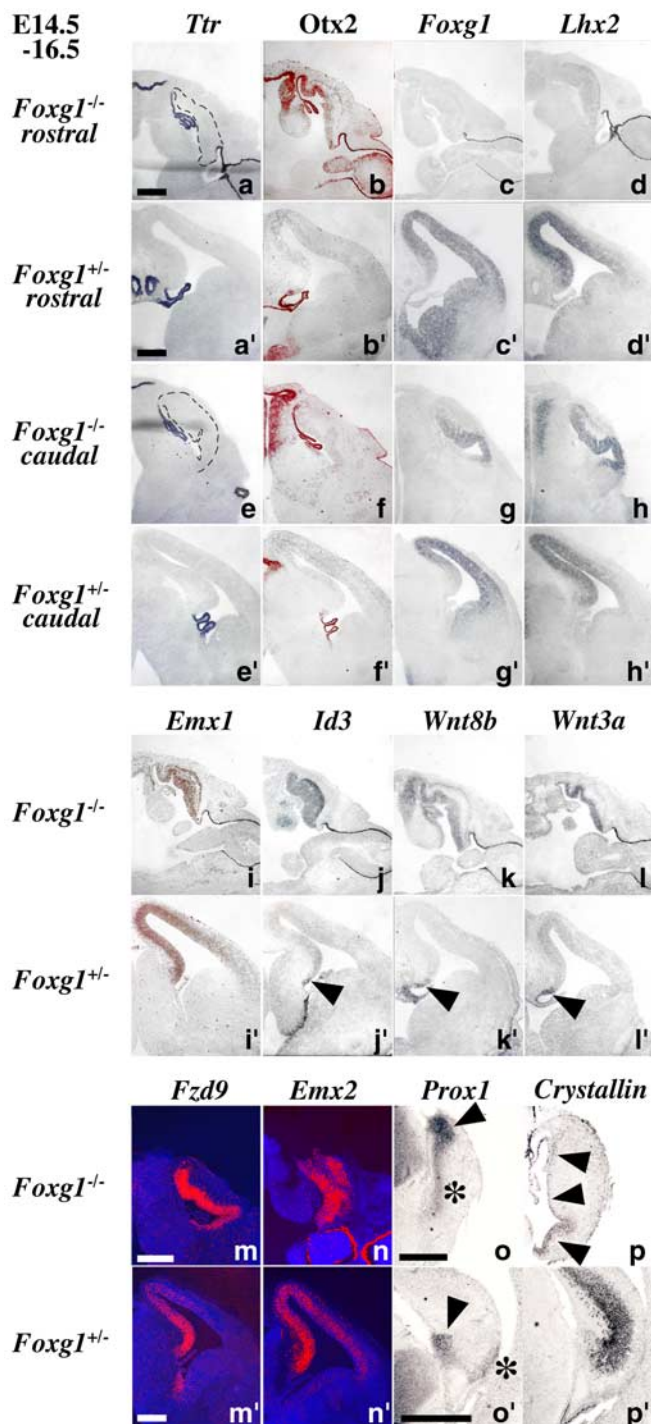 E14.5
-16.5
Ttr Otx2 Foxg1 Lhx2
Foxg1-/-
rostral
a b c d
Foxg1+/-
rostral
a' b' c' d'
Foxg1-/-
caudal
e f g h
Foxg1+/-
caudal
e' f' g' h'
Emx1 Id3 Wnt8b Wnt3a
Foxg1-/-
i j k l
Foxg1+/-
i' j' k' l'
Fzd9 Emx2 Prox1 Crystallin
Foxg1-/-
* m n o p
Foxg1+/-
* m' n' o' p'